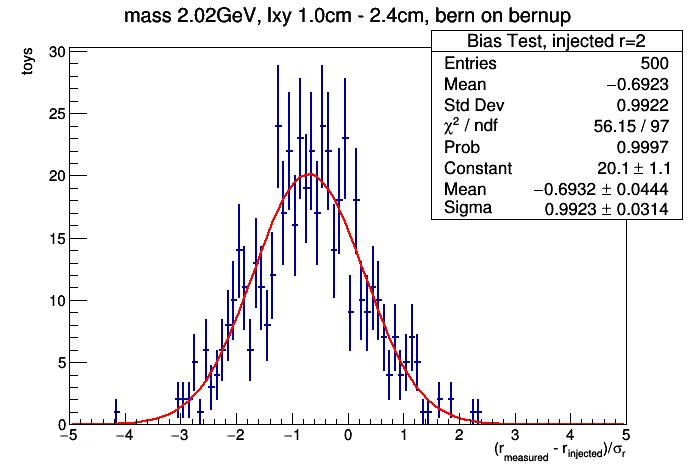 mass 2.02GeV, lxy 1.0cm - 2.4cm, bern on bernup
Bias Test, injected r=2
Entries 500
Mean −0.6923
Std Dev 0.9922
χ² / ndf 56.15 / 97
Prob 0.9997
Constant 20.1 ± 1.1
Mean −0.6932 ± 0.0444
Sigma 0.9923 ± 0.0314
toys
30
25
20
15
10
5
0
−5 −4 −3 −2 −1 0 1 2 3 4 5
(r_measured - r_injected)/σ_r